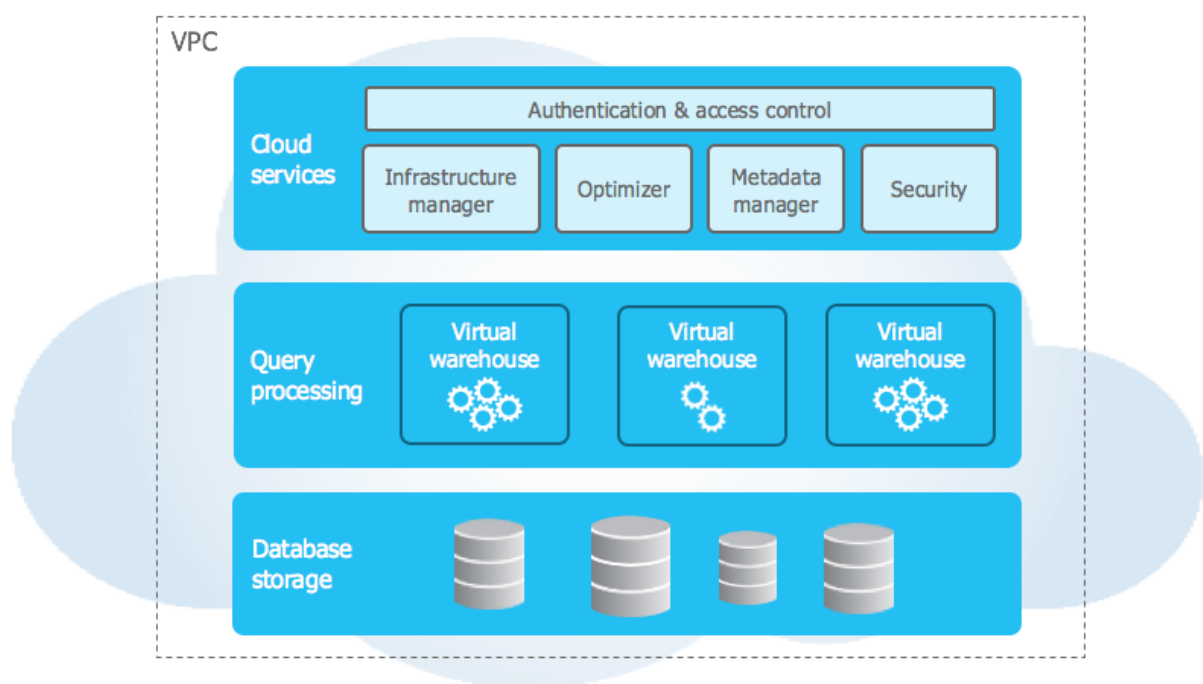 VPC
Authentication & access control
Cloud
services
Infrastructure
manager
Optimizer
Metadata
manager
Security
Query
processing
Virtual
warehouse
Virtual
warehouse
Virtual
warehouse
Database
storage